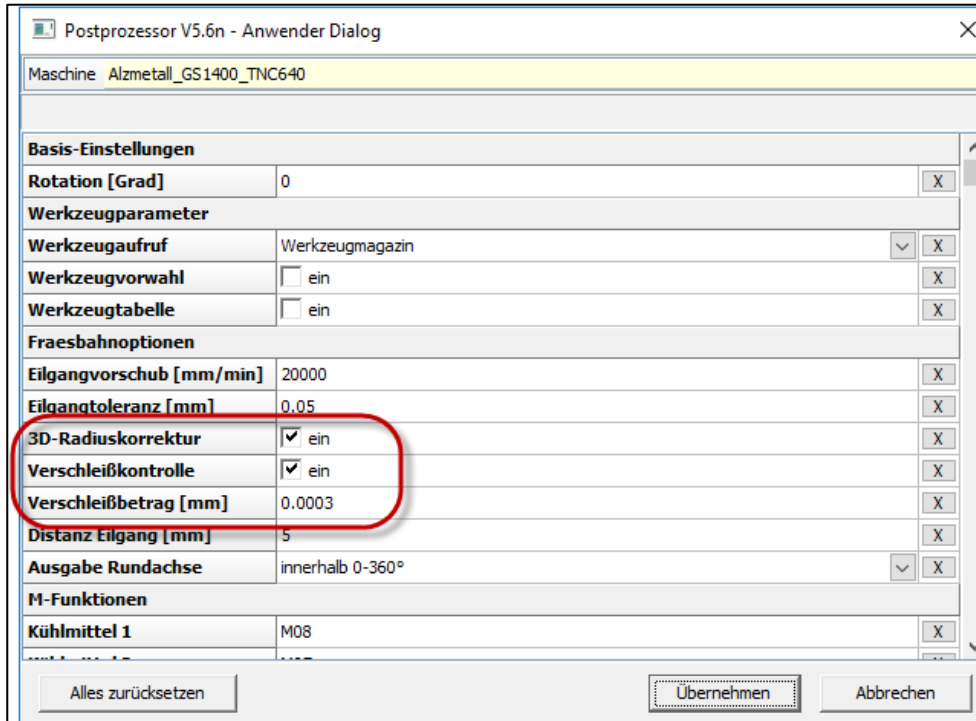 Postprozessor V5.6n - Anwender Dialog
Maschine Alzmetall_GS1400_TNC640
Basis-Einstellungen
Rotation [Grad] 0 X
Werkzeugparameter
Werkzeugaufruf Werkzeugmagazin X
Werkzeugvorwahl ein X
Werkzeugtabelle ein X
Fraesbahnoptionen
Eilgangvorschub [mm/min] 20000 X
Eilgangtoleranz [mm] 0.05 X
3D-Radiuskorrektur ein X
Verschleißkontrolle ein X
Verschleißbetrag [mm] 0.0003 X
Distanz Eilgang [mm] 5 X
Ausgabe Rundachse innerhalb 0-360° X
M-Funktionen
Kühlmittel 1 M08 X
Alles zurücksetzen Übernehmen Abbrechen